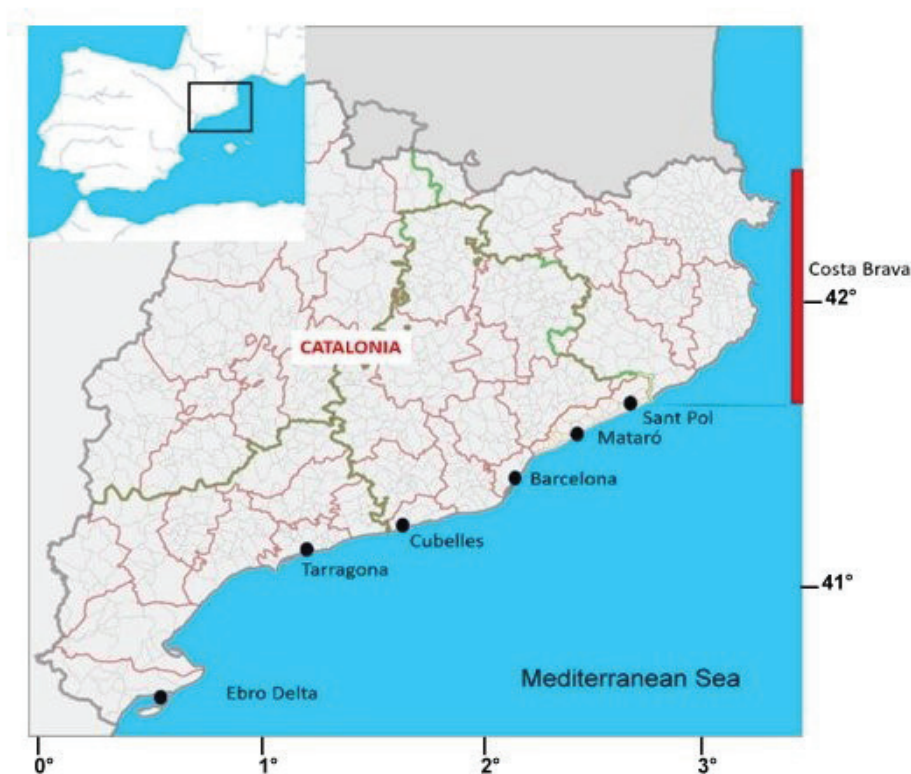 Costa Brava
42°
CATALONIA
Sant Pol
Mataró
Barcelona
Cubelles
Tarragona
41°
Mediterranean Sea
Ebro Delta
0°
1°
2°
3°